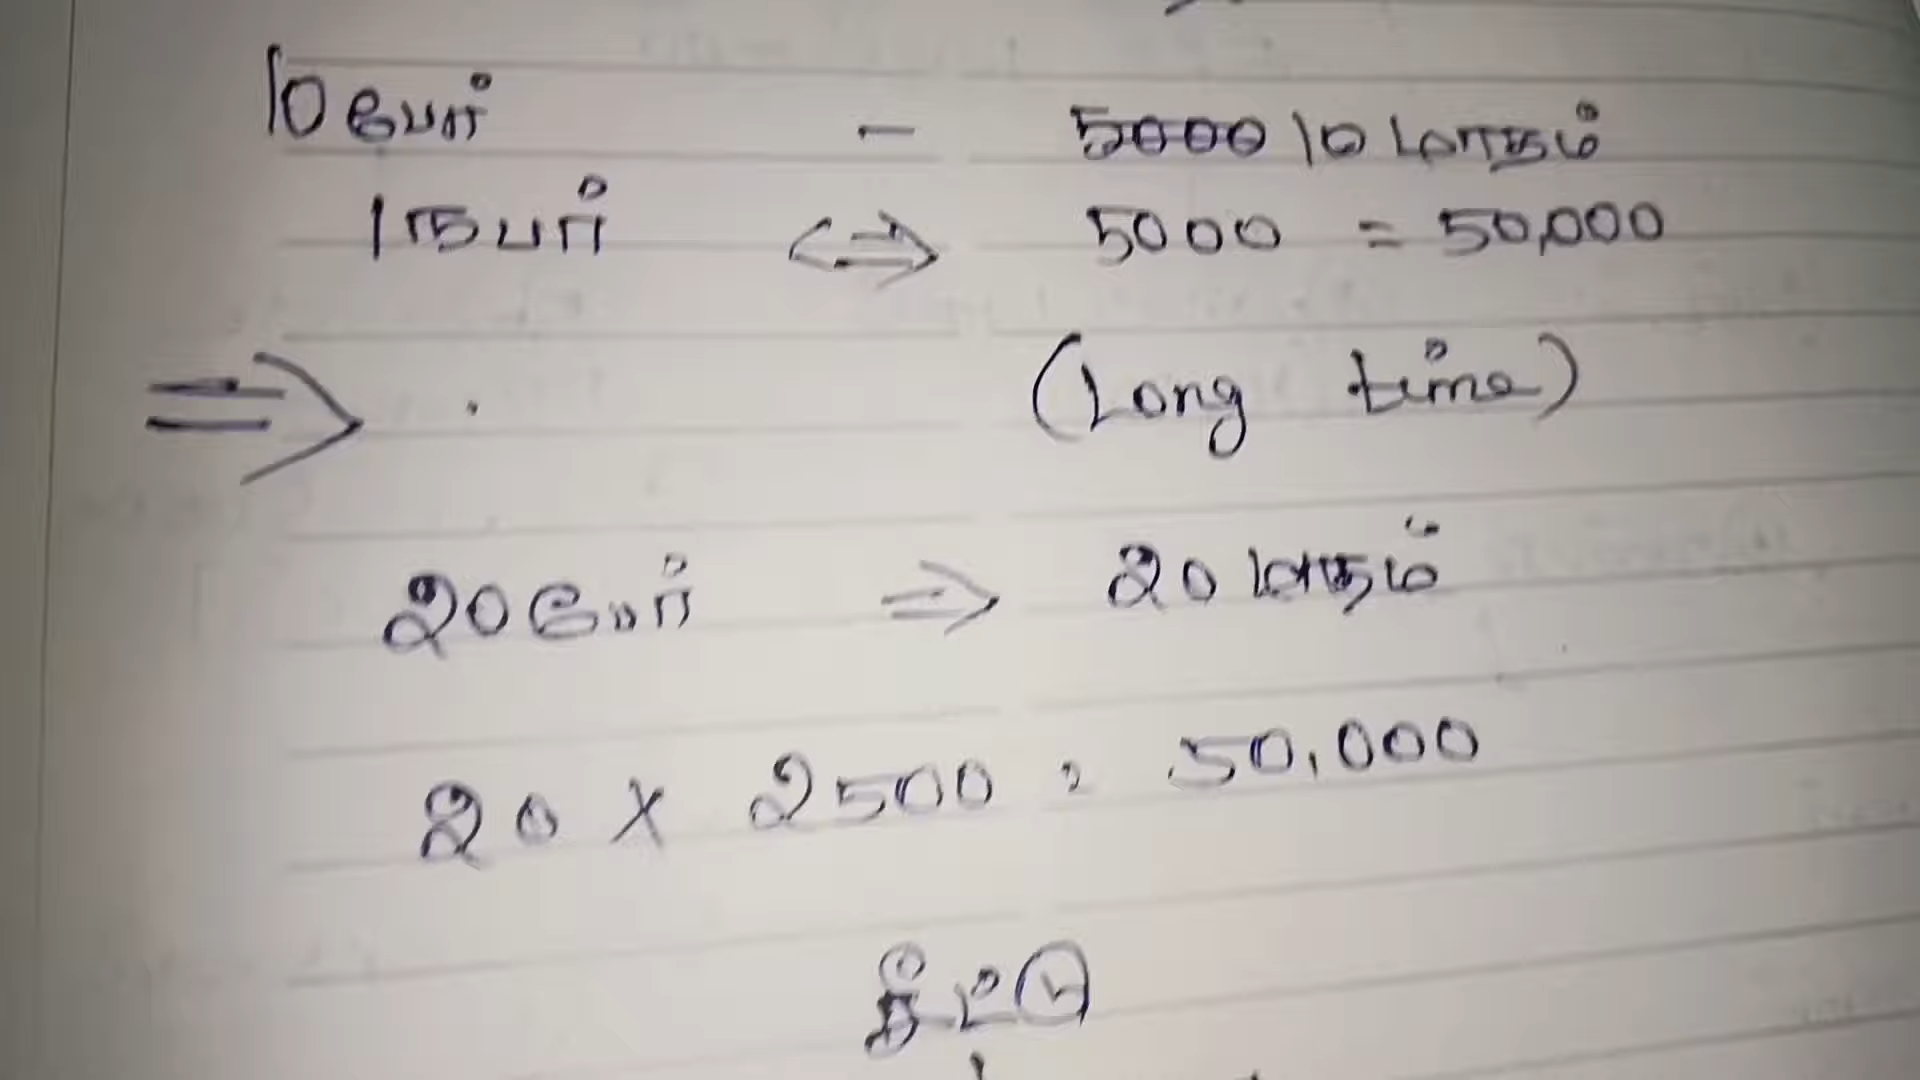 10 பேர் - 5000 10 மாதம்
1 நபர் ⇔ 5000 = 50,000
⇒ (Long time)
20 பேர் ⇒ 20 மாதம்
20 x 2500 = 50,000